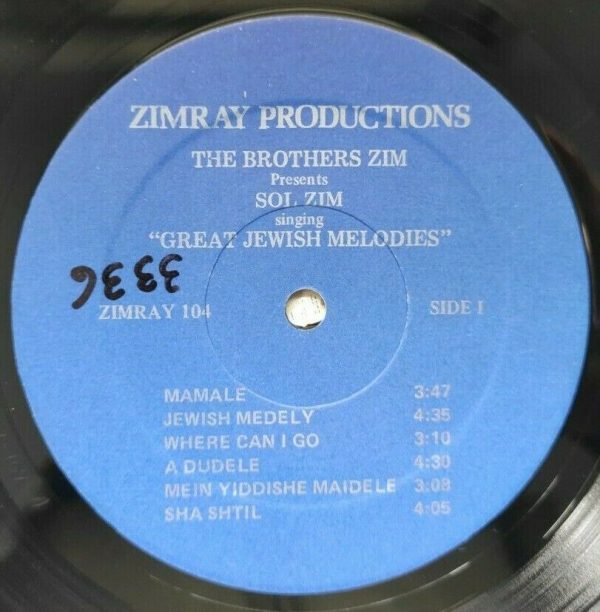 ZIMRAY PRODUCTIONS
THE BROTHERS ZIM
Presents
SOL ZIM
singing
"GREAT JEWISH MELODIES"
3336
ZIMRAY 104 SIDE 1
MAMALE 3:47
JEWISH MEDELY 4:35
WHERE CAN I GO 3:10
A DUDELE 4:30
MEIN YIDDISHE MAIDELE 3:08
SHA SHTIL 4:05